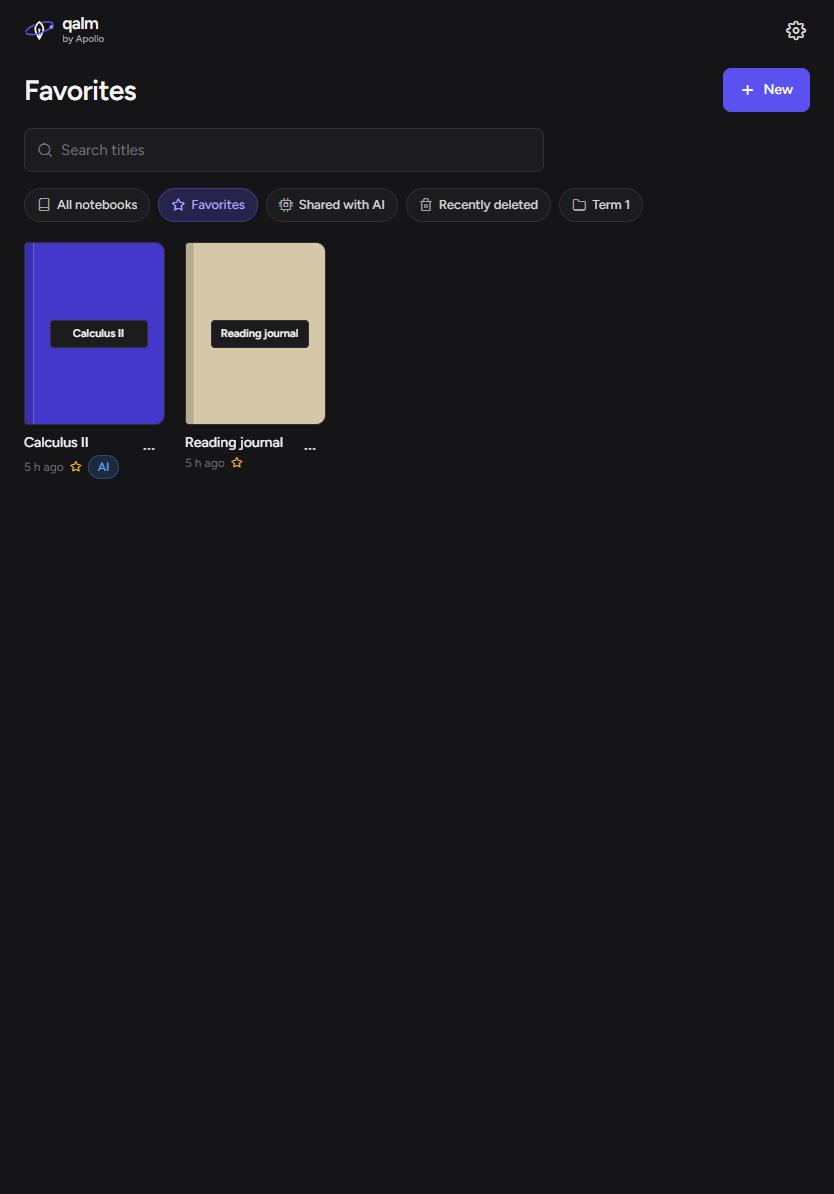 qalm
by Apollo
Favorites
New
Search titles
All notebooks
Favorites
Shared with AI
Recently deleted
Term 1
Calculus II
Reading journal
Calculus II
...
Reading journal
...
5 h ago
AI
5 h ago